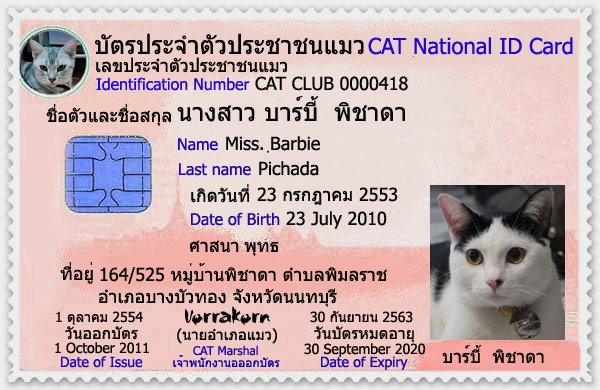 บัตรประจำตัวประชาชนแมว CAT National ID Card
เลขประจำตัวประชาชนแมว
Identification Number CAT CLUB 0000418
ชื่อตัวและชื่อสกุล นางสาว บาร์บี้ พิชาดา
Name Miss. Barbie
Last name Pichada
เกิดวันที่ 23 กรกฎาคม 2553
Date of Birth 23 July 2010
ศาสนา พุทธ
ที่อยู่ 164/525 หมู่บ้านพิชาดา ตำบลพิมลราช
อำเภอบางบัวทอง จังหวัดนนทบุรี
1 ตุลาคม 2554
วันออกบัตร
1 October 2011
Date of Issue
Vorrakorn
(นายอำเภอแมว)
CAT Marshal
เจ้าพนักงานออกบัตร
30 กันยายน 2563
วันบัตรหมดอายุ
30 September 2020
Date of Expiry
บาร์บี้ พิชาดา